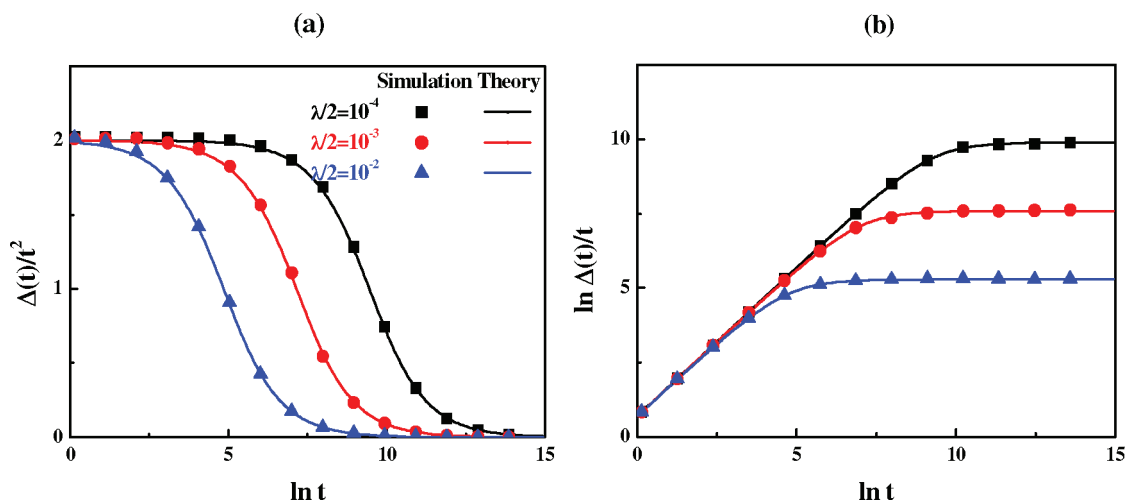 (a)
(b)
Simulation Theory
λ/2=10⁻⁴
λ/2=10⁻³
λ/2=10⁻²
Δ(t)/t²
2
1
0
0
5
10
15
ln t
ln Δ(t)/t
10
5
0
0
5
10
15
ln t